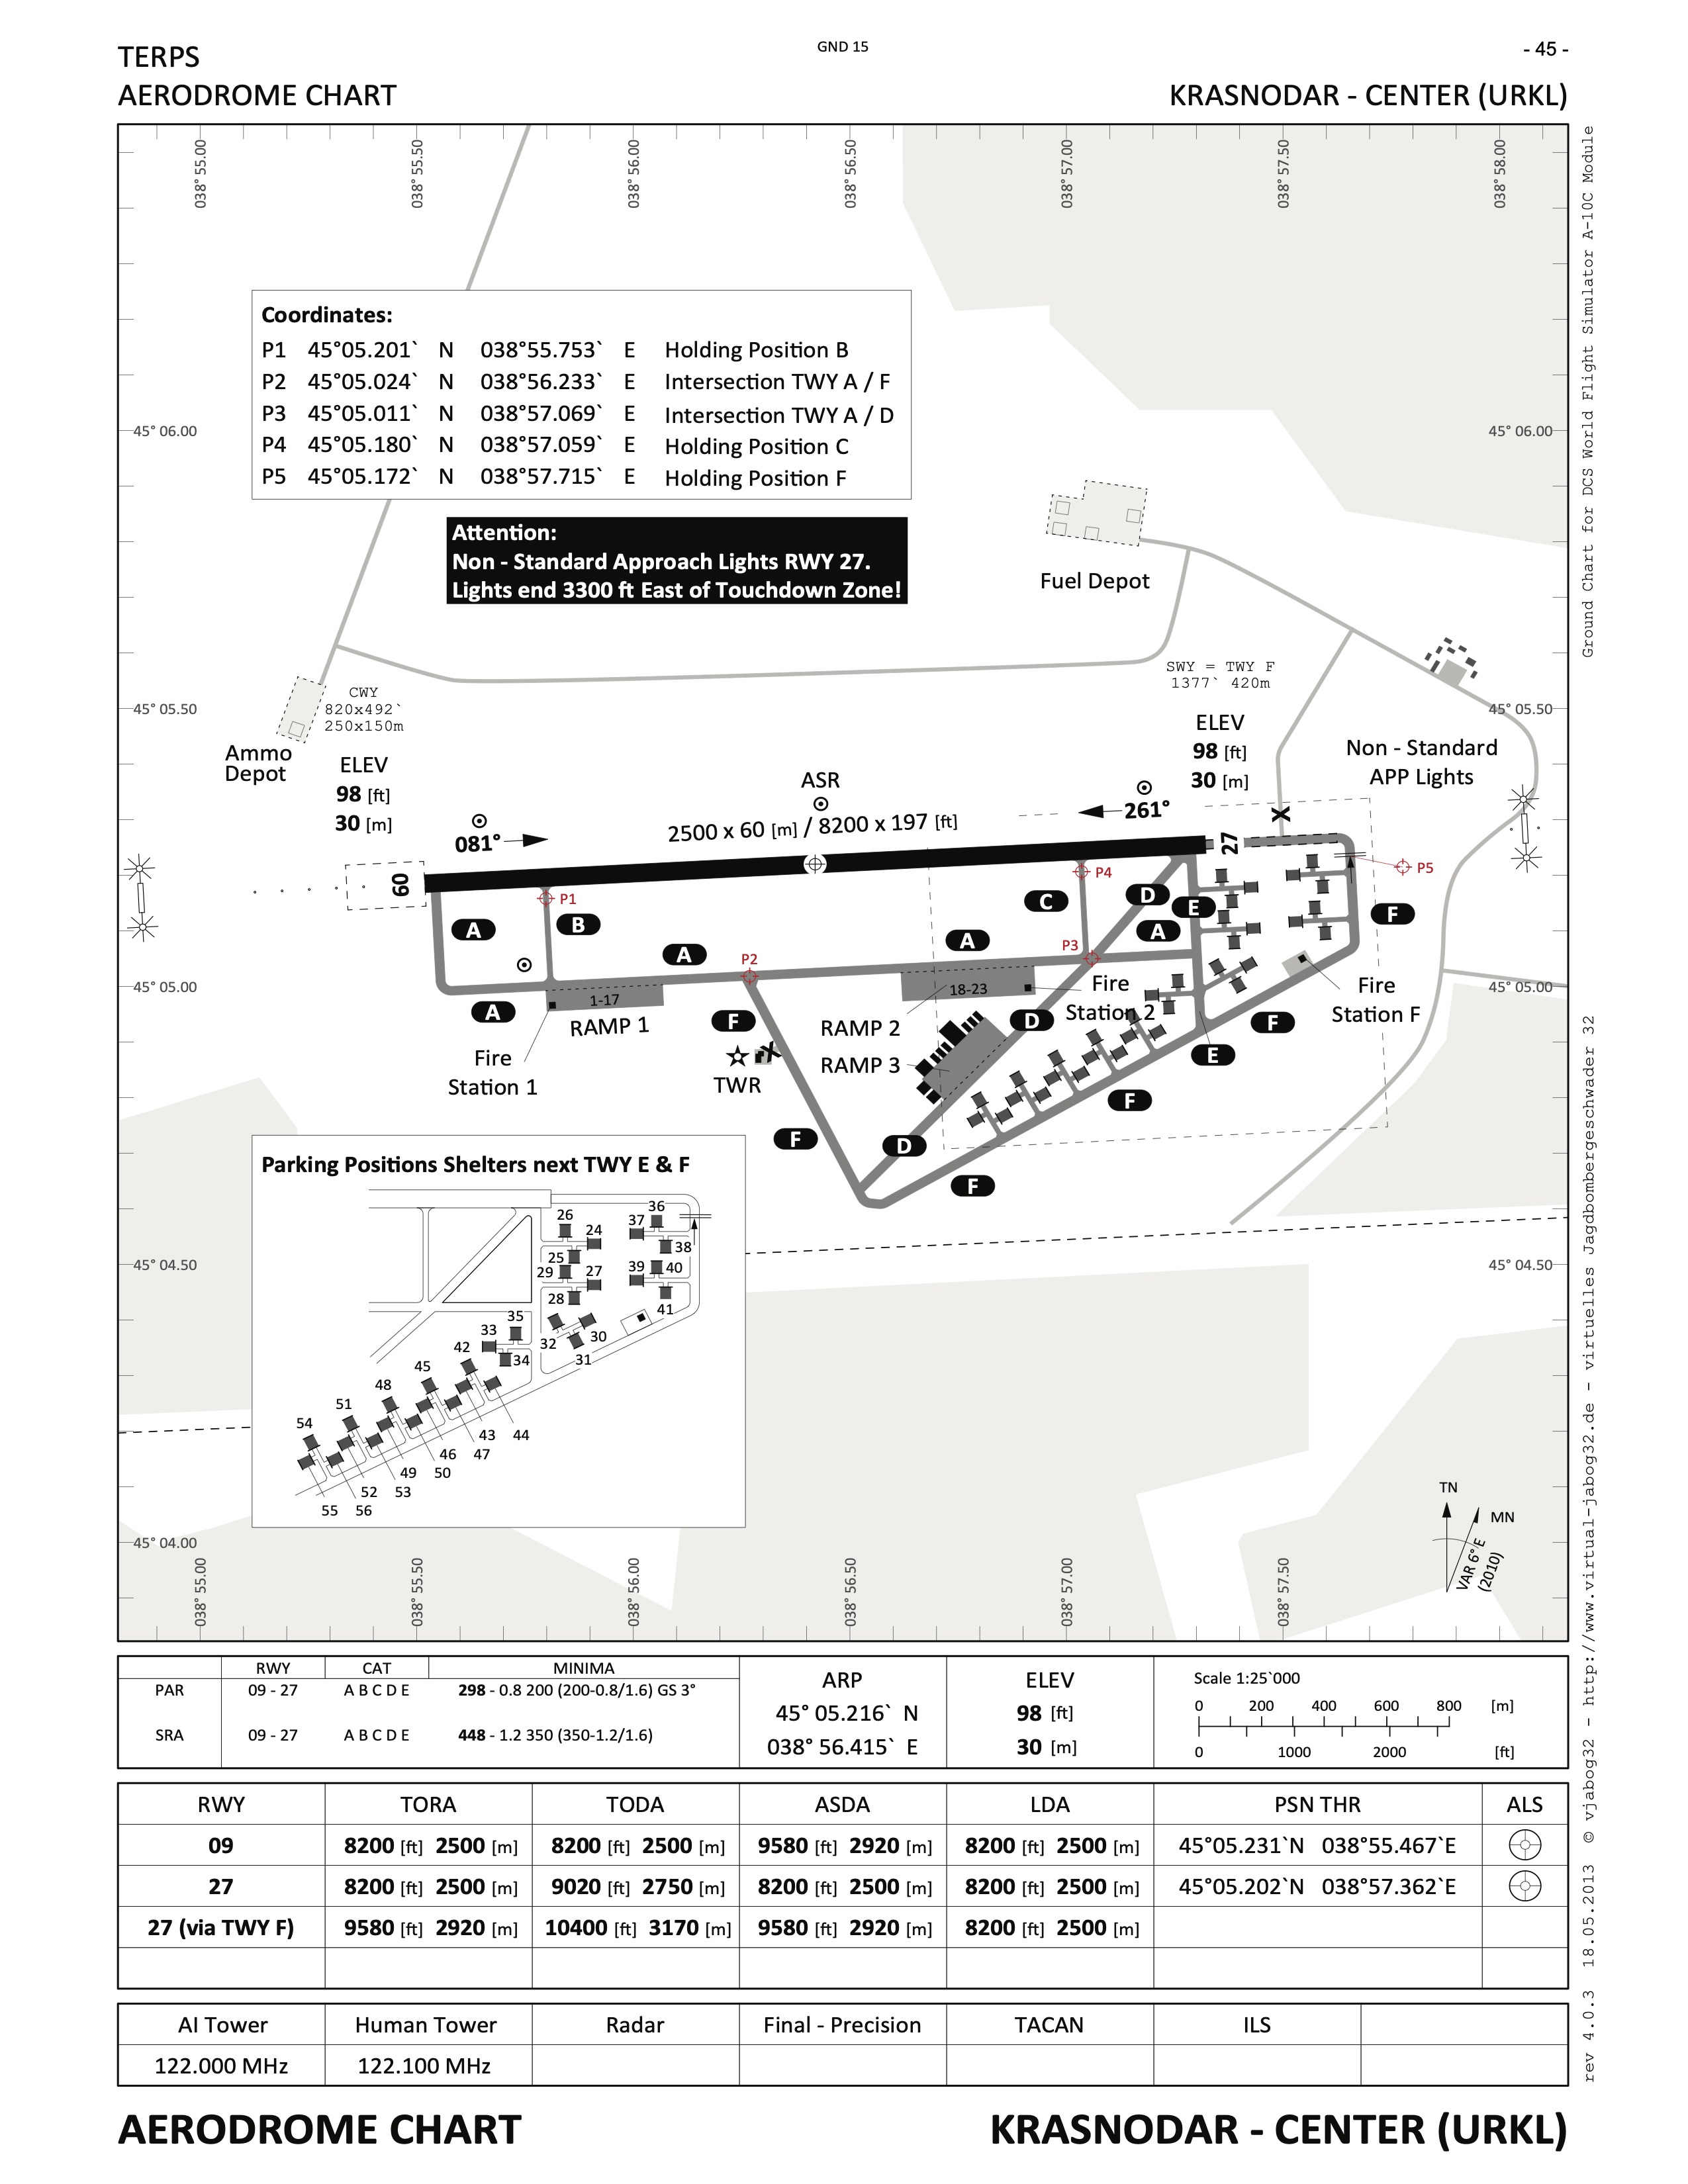 TERPS
GND 15
- 45 -
AERODROME CHART
KRASNODAR - CENTER (URKL)
038° 55.00
038° 55.50
038° 56.00
038° 56.50
038° 57.00
038° 57.50
038° 58.00
Coordinates:
P1 45°05.201` N 038°55.753` E Holding Position B
P2 45°05.024` N 038°56.233` E Intersection TWY A / F
P3 45°05.011` N 038°57.069` E Intersection TWY A / D
P4 45°05.180` N 038°57.059` E Holding Position C
P5 45°05.172` N 038°57.715` E Holding Position F
45° 06.00
45° 06.00
Attention:
Non - Standard Approach Lights RWY 27.
Lights end 3300 ft East of Touchdown Zone!
Fuel Depot
SWY = TWY F
1377` 420m
CWY
820x492`
250x150m
45° 05.50
45° 05.50
Ammo
Depot
ELEV
98 [ft]
30 [m]
ELEV
98 [ft]
30 [m]
Non - Standard
APP Lights
ASR
081°
2500 x 60 [m] / 8200 x 197 [ft]
261°
09
27
P1
P4
P5
A
B
C
D
E
F
A
A
A
P2
P3
45° 05.00
45° 05.00
A
1-17
RAMP 1
F
18-23
RAMP 2
D
Fire
Station 2
Fire
Station F
F
E
Fire
Station 1
TWR
RAMP 3
F
F
D
F
Parking Positions Shelters next TWY E & F
26
24
25
29
27
28
36
37
38
39
40
41
35
33
34
32
30
31
42
45
48
51
54
43
44
46
47
49
50
52
53
55
56
45° 04.50
45° 04.50
45° 04.00
TN
MN
VAR 6° E
(2010)
038° 55.00
038° 55.50
038° 56.00
038° 56.50
038° 57.00
038° 57.50
RWY CAT MINIMA
PAR 09 - 27 A B C D E 298 - 0.8 200 (200-0.8/1.6) GS 3°
SRA 09 - 27 A B C D E 448 - 1.2 350 (350-1.2/1.6)
ARP
45° 05.216` N
038° 56.415` E
ELEV
98 [ft]
30 [m]
Scale 1:25`000
0 200 400 600 800 [m]
0 1000 2000 [ft]
RWY TORA TODA ASDA LDA PSN THR ALS
09 8200 [ft] 2500 [m] 8200 [ft] 2500 [m] 9580 [ft] 2920 [m] 8200 [ft] 2500 [m] 45°05.231`N 038°55.467`E
27 8200 [ft] 2500 [m] 9020 [ft] 2750 [m] 8200 [ft] 2500 [m] 8200 [ft] 2500 [m] 45°05.202`N 038°57.362`E
27 (via TWY F) 9580 [ft] 2920 [m] 10400 [ft] 3170 [m] 9580 [ft] 2920 [m] 8200 [ft] 2500 [m]
AI Tower Human Tower Radar Final - Precision TACAN ILS
122.000 MHz 122.100 MHz
AERODROME CHART
KRASNODAR - CENTER (URKL)
rev 4.0.3 18.05.2013 © vjabog32 - http://www.virtual-jabog32.de - virtuelles Jagdbombergeschwader 32
Ground Chart for DCS World Flight Simulator A-10C Module